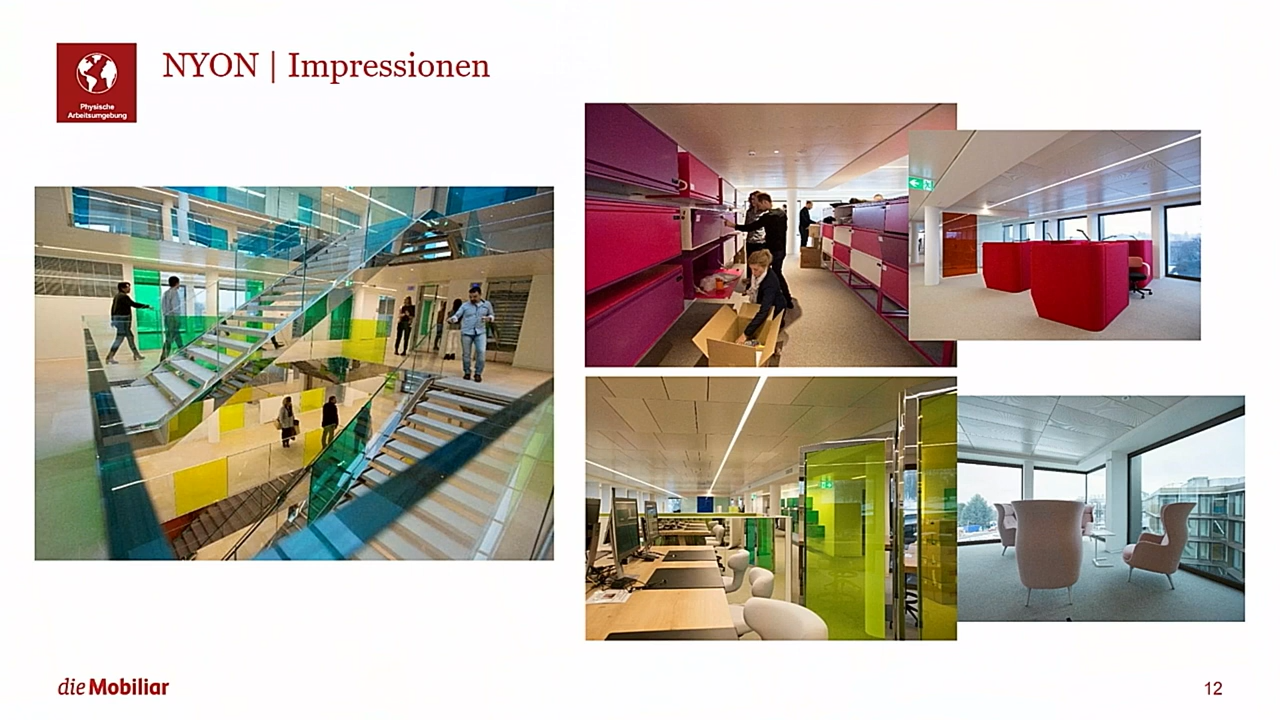 NYON | Impressionen
Physische
Arbeitsumgebung
die Mobiliar
12